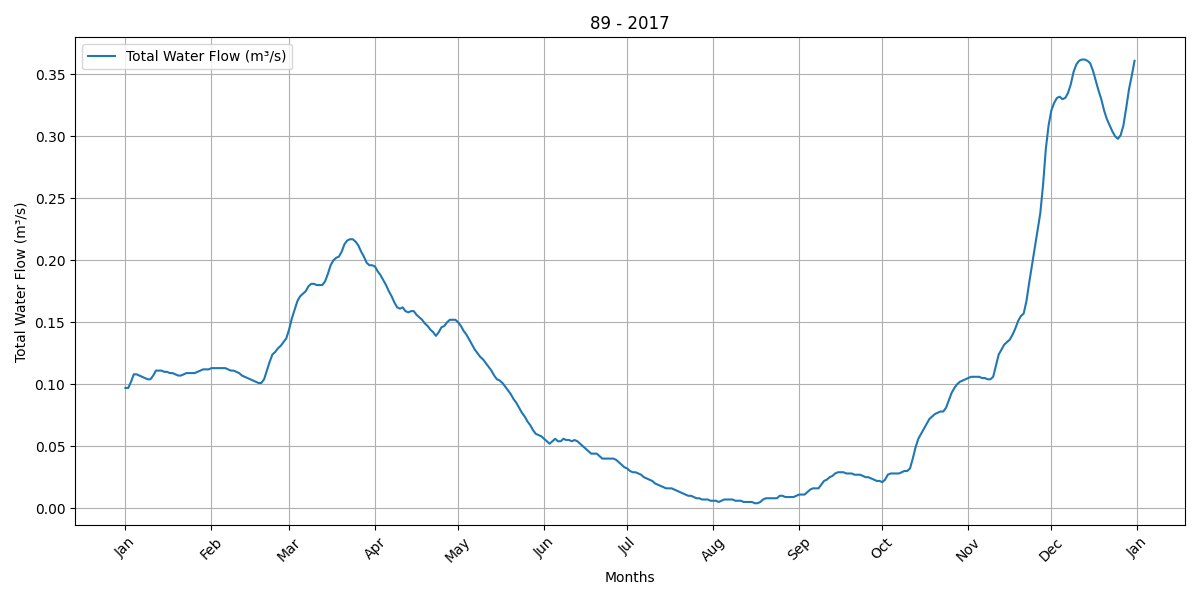 89 - 2017
Total Water Flow (m³/s)
0.35
0.30
0.25
0.20
0.15
0.10
0.05
0.00
Total Water Flow (m³/s)
Jan Feb Mar Apr May Jun Jul Aug Sep Oct Nov Dec Jan
Months